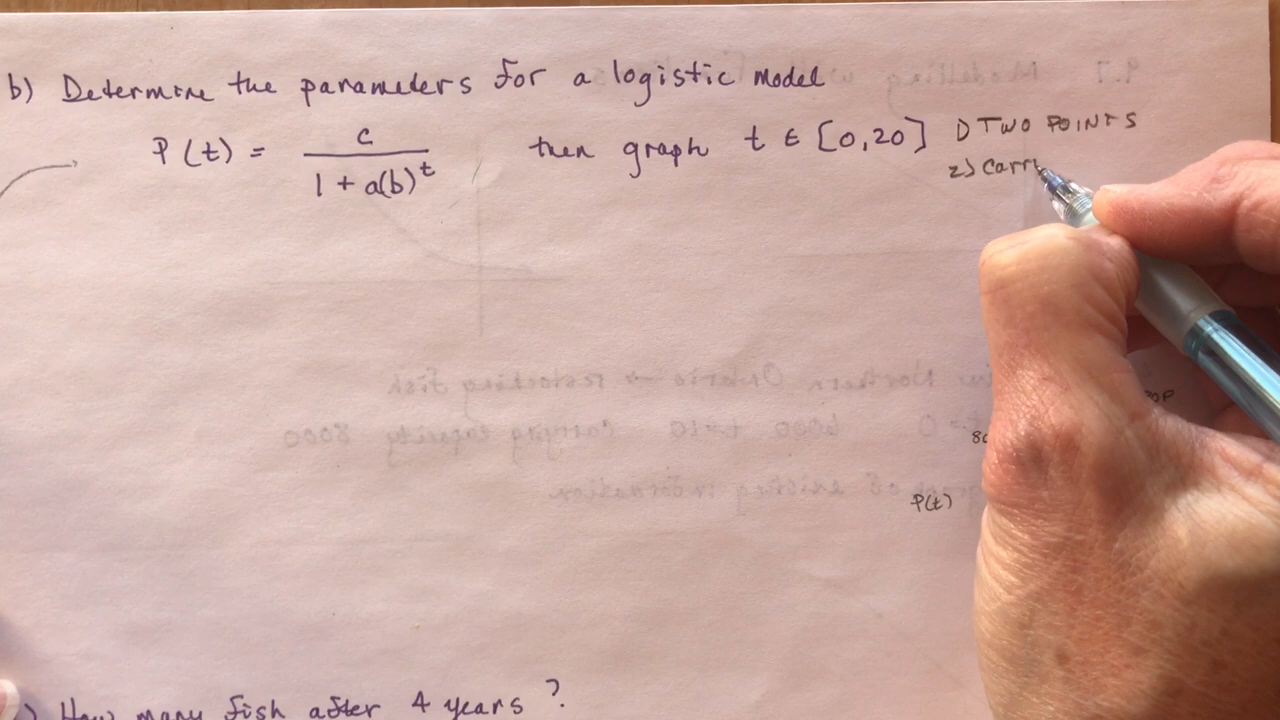 b) Determine the parameters for a logistic model
P(t) = c / 1 + a(b)^t then graph t ∈ [0,20] 1) TWO POINTS
2) Carry
P(t)
How many fish after 4 years ?